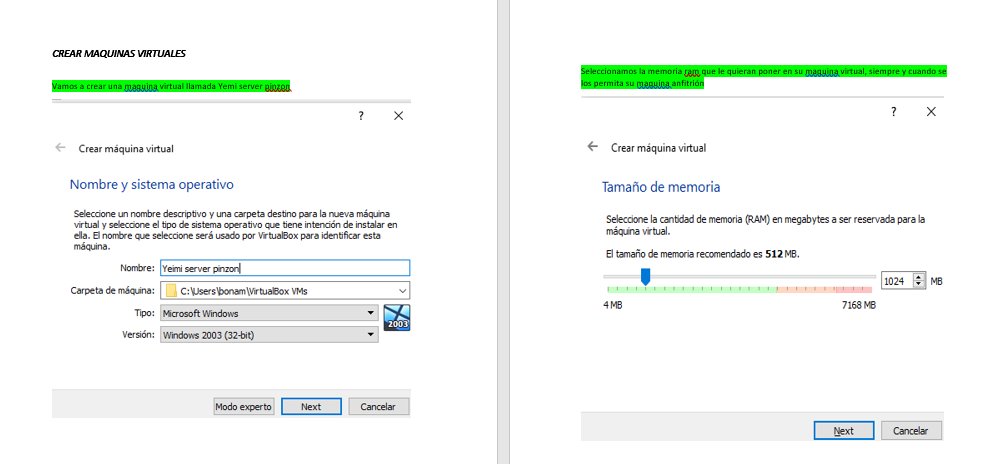 CREAR MAQUINAS VIRTUALES
Vamos a crear una maquina virtual llamada Yemi server pinzon
?
Crear máquina virtual
Nombre y sistema operativo
Seleccione un nombre descriptivo y una carpeta destino para la nueva máquina
virtual y seleccione el tipo de sistema operativo que tiene intención de instalar en
ella. El nombre que seleccione será usado por VirtualBox para identificar esta
máquina.
Nombre: Yeimi server pinzon
Carpeta de máquina: C:\Users\bonam\VirtualBox VMs
Tipo: Microsoft Windows
2003
Versión: Windows 2003 (32-bit)
Modo experto Next Cancelar
Seleccionamos la memoria ram que le quieran poner en su maquina virtual, siempre y cuando se
los permita su maquina anfitrión
?
Crear máquina virtual
Tamaño de memoria
Seleccione la cantidad de memoria (RAM) en megabytes a ser reservada para la
máquina virtual.
El tamaño de memoria recomendado es 512 MB.
1024 MB
4 MB 7168 MB
Next Cancelar